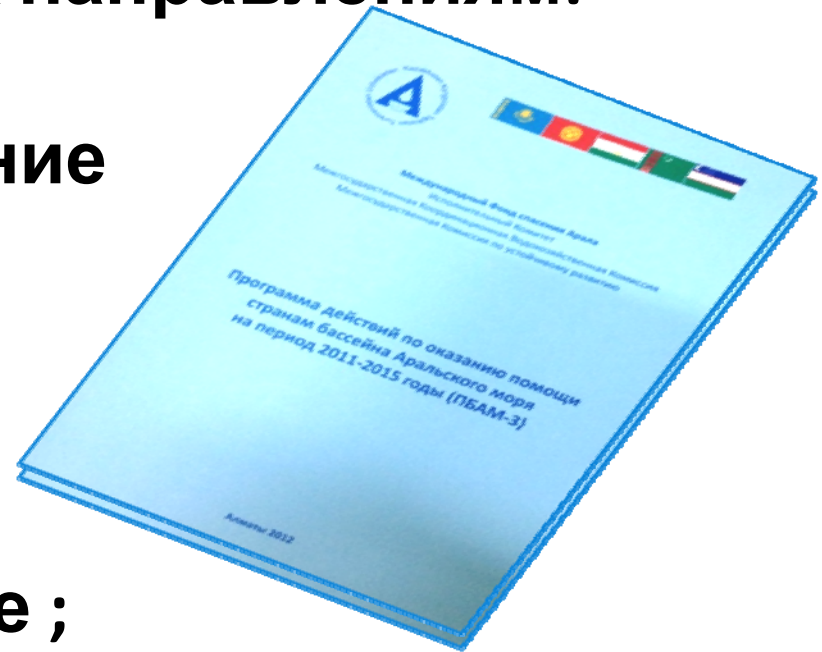 направлениям:
ние
Международный Фонд спасения Арала
Исполнительный Комитет
Межгосударственная Координационная Водохозяйственная Комиссия
Межгосударственная Комиссия по устойчивому развитию
Программа действий по оказанию помощи
странам бассейна Аральского моря
на период 2011-2015 годы (ПБАМ-3)
Алматы 2012
е ;